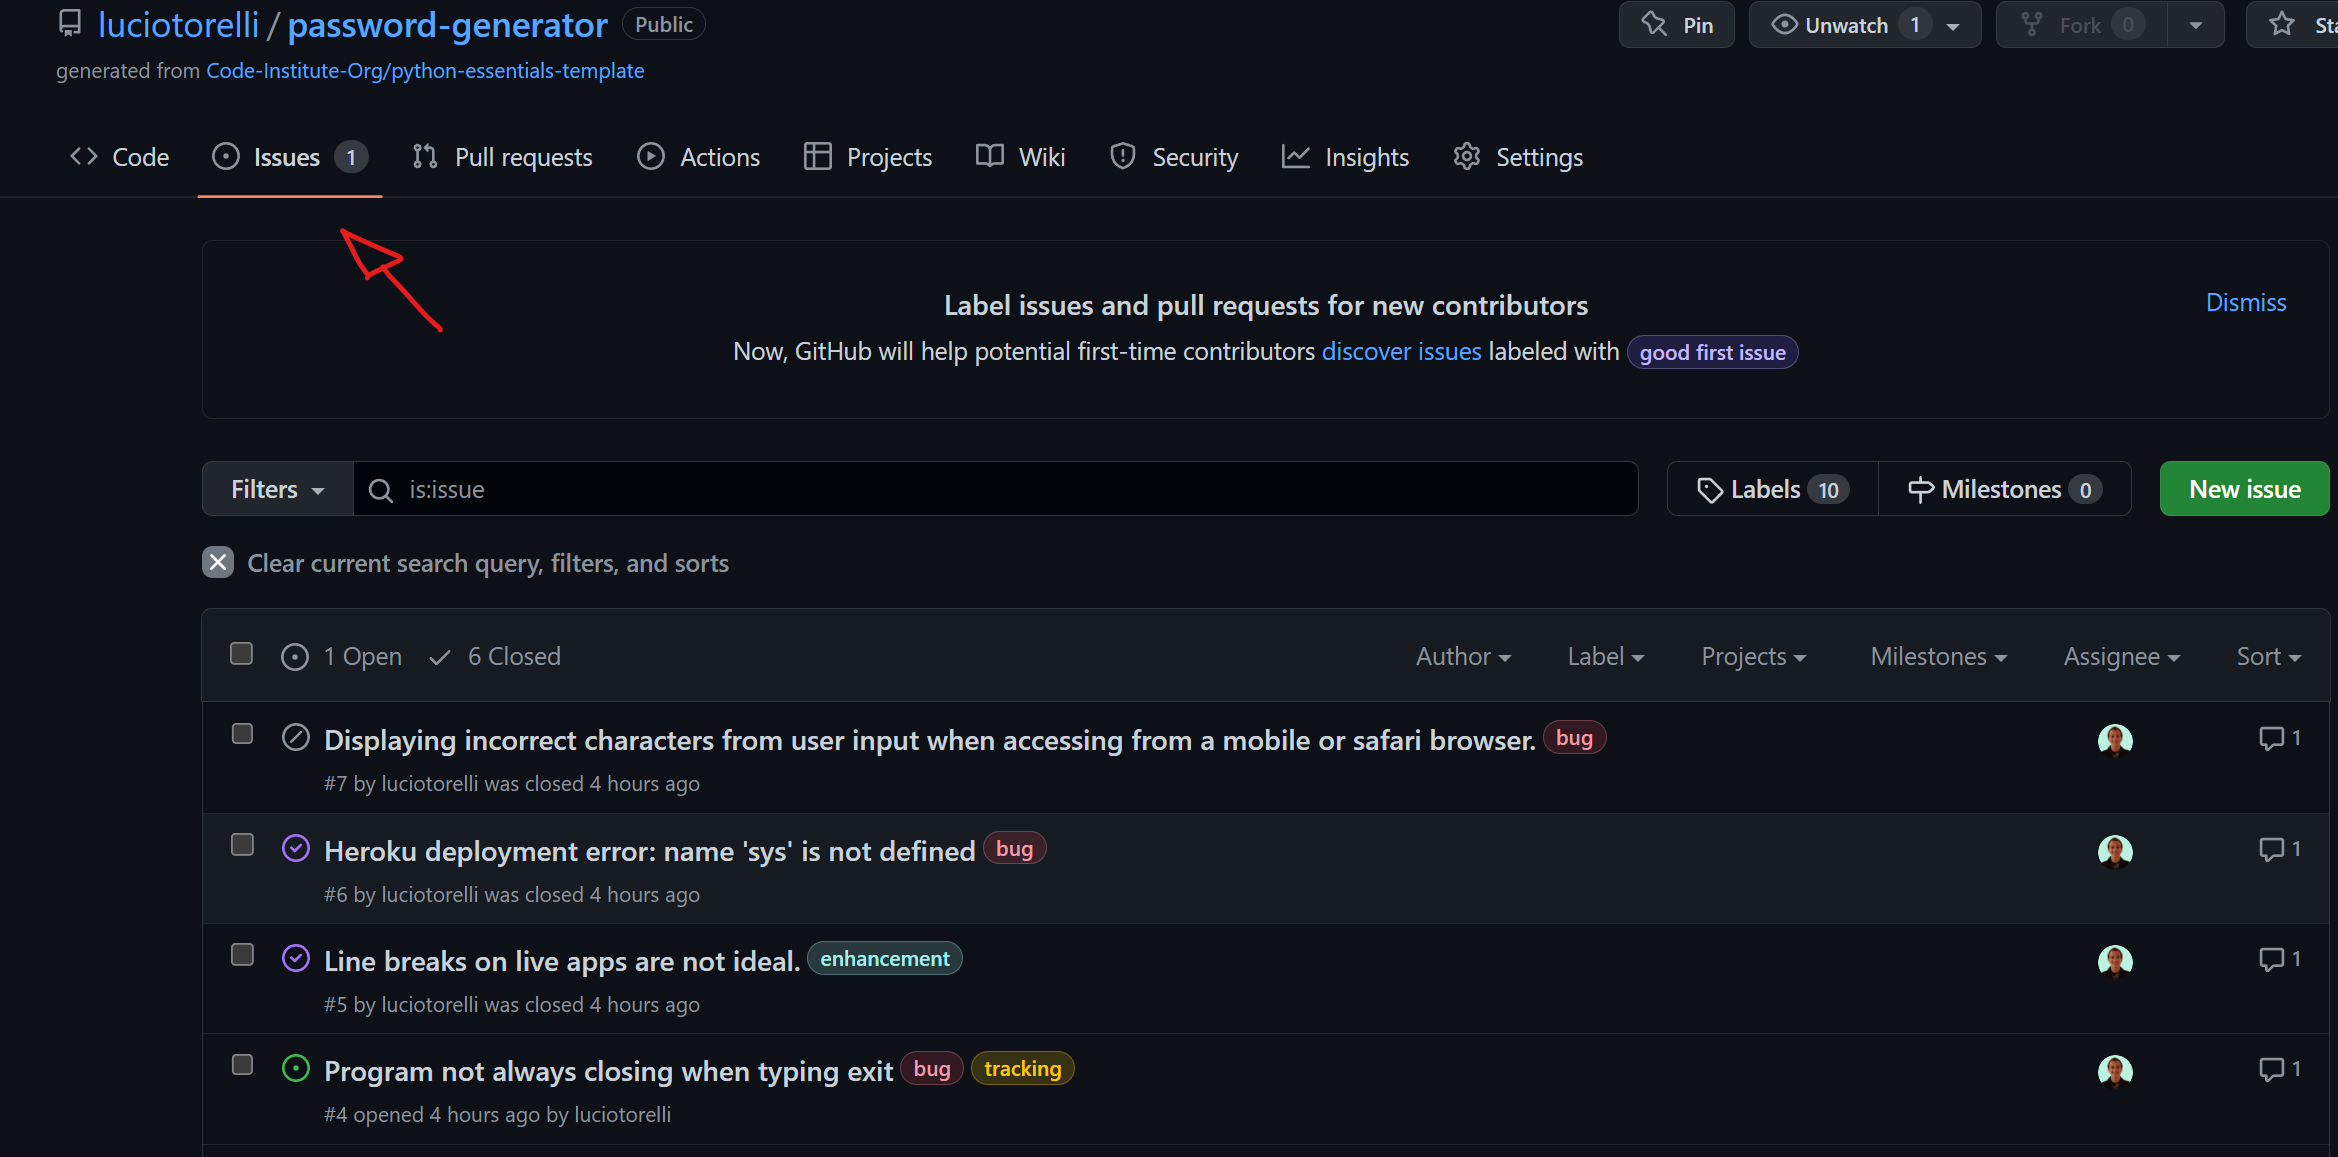 luciotorelli / password-generator Public
Pin Unwatch 1 Fork 0
generated from Code-Institute-Org/python-essentials-template
Code Issues 1 Pull requests Actions Projects Wiki Security Insights Settings
Label issues and pull requests for new contributors
Dismiss
Now, GitHub will help potential first-time contributors discover issues labeled with good first issue
Filters is:issue Labels 10 Milestones 0 New issue
Clear current search query, filters, and sorts
1 Open 6 Closed Author Label Projects Milestones Assignee Sort
Displaying incorrect characters from user input when accessing from a mobile or safari browser. bug 1
#7 by luciotorelli was closed 4 hours ago
Heroku deployment error: name 'sys' is not defined bug 1
#6 by luciotorelli was closed 4 hours ago
Line breaks on live apps are not ideal. enhancement 1
#5 by luciotorelli was closed 4 hours ago
Program not always closing when typing exit bug tracking 1
#4 opened 4 hours ago by luciotorelli